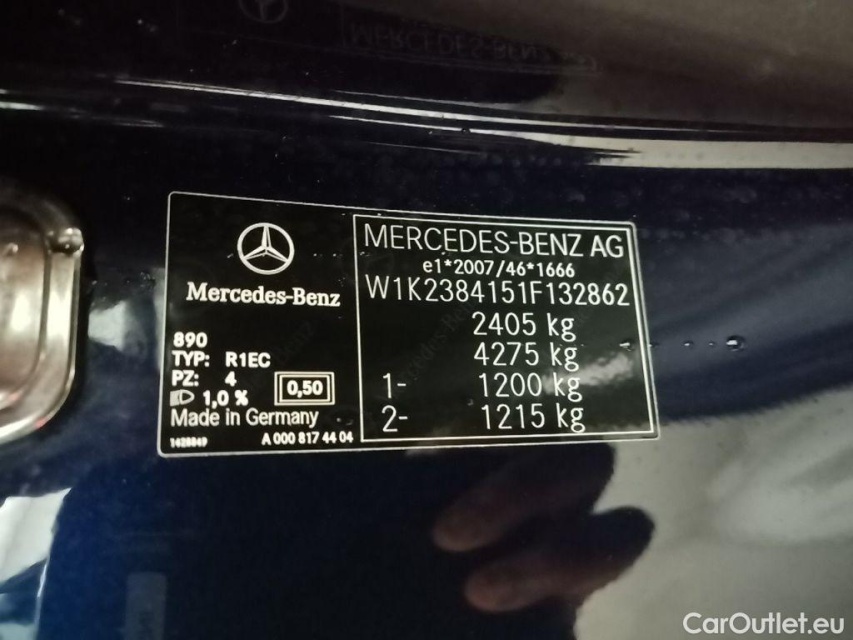 Mercedes-Benz
890
TYP: R1EC
PZ: 4
1,0 % 0,50
Made in Germany
1428849 A 000 817 44 04
MERCEDES-BENZ AG
e1*2007/46*1666
W1K2384151F132862
2405 kg
4275 kg
1- 1200 kg
2- 1215 kg
CarOutlet.eu